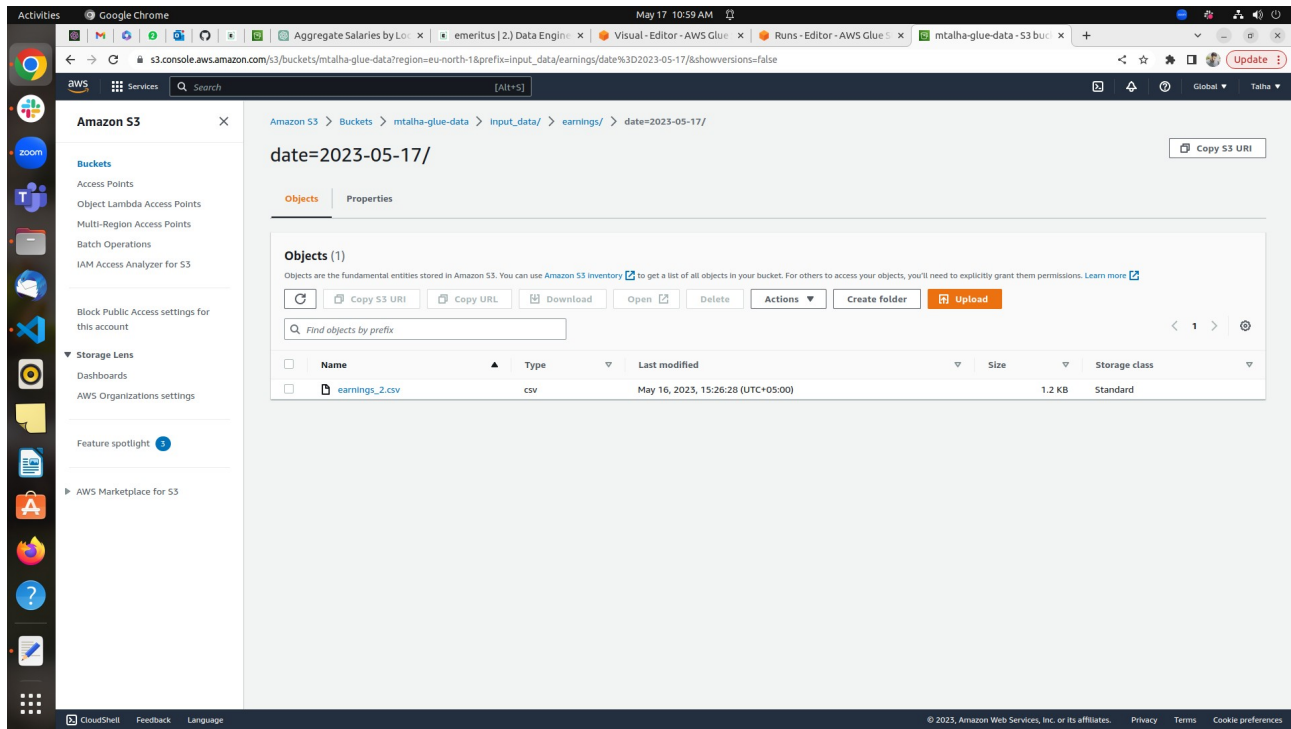 Activities Google Chrome May 17 10:59 AM
Aggregate Salaries by Loc emeritus | 2.) Data Engine Visual - Editor - AWS Glue Runs - Editor - AWS Glue S mtalha-glue-data - S3 buc
s3.console.aws.amazon.com/s3/buckets/mtalha-glue-data?region=eu-north-1&prefix=input_data/earnings/date%3D2023-05-17/&showversions=false Update
aws Services Search [Alt+S] Global Talha
Amazon S3
Buckets
Access Points
Object Lambda Access Points
Multi-Region Access Points
Batch Operations
IAM Access Analyzer for S3
Block Public Access settings for
this account
Storage Lens
Dashboards
AWS Organizations settings
Feature spotlight 3
AWS Marketplace for S3
Amazon S3 > Buckets > mtalha-glue-data > input_data/ > earnings/ > date=2023-05-17/
date=2023-05-17/
Copy S3 URI
Objects Properties
Objects (1)
Objects are the fundamental entities stored in Amazon S3. You can use Amazon S3 inventory to get a list of all objects in your bucket. For others to access your objects, you'll need to explicitly grant them permissions. Learn more
Copy S3 URI Copy URL Download Open Delete Actions Create folder Upload
Find objects by prefix 1
Name Type Last modified Size Storage class
earnings_2.csv csv May 16, 2023, 15:26:28 (UTC+05:00) 1.2 KB Standard
zoom
CloudShell Feedback Language © 2023, Amazon Web Services, Inc. or its affiliates. Privacy Terms Cookie preferences